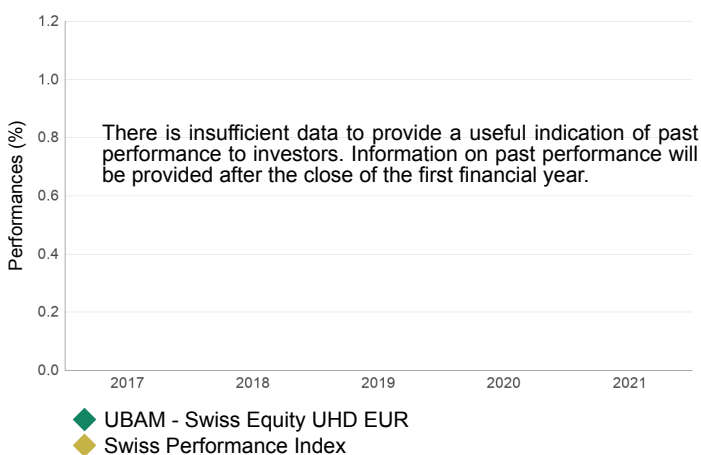 1.2
1.0
0.8
0.6
0.4
0.2
0.0
Performances (%)
There is insufficient data to provide a useful indication of past
performance to investors. Information on past performance will
be provided after the close of the first financial year.
2017 2018 2019 2020 2021
UBAM - Swiss Equity UHD EUR
Swiss Performance Index